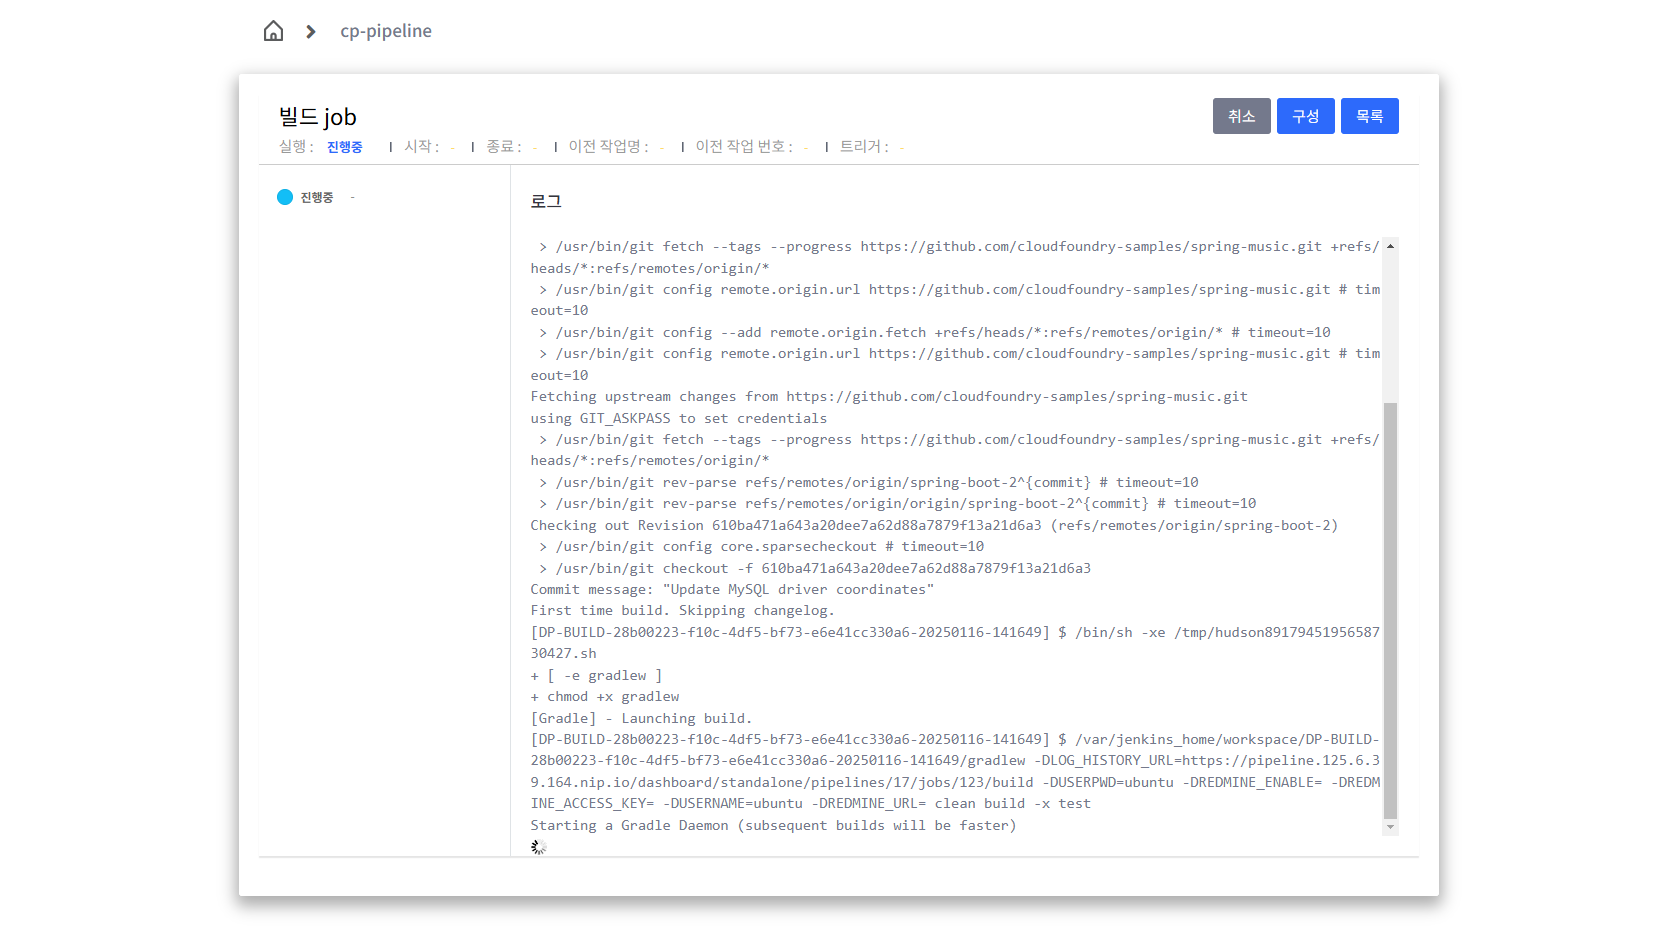 cp-pipeline
빌드 job
취소 구성 목록
실행 : 진행중 | 시작 : - | 종료 : - | 이전 작업명 : - | 이전 작업 번호 : - | 트리거 : -
진행중 -
로그
> /usr/bin/git fetch --tags --progress https://github.com/cloudfoundry-samples/spring-music.git +refs/
heads/*:refs/remotes/origin/*
> /usr/bin/git config remote.origin.url https://github.com/cloudfoundry-samples/spring-music.git # tim
eout=10
> /usr/bin/git config --add remote.origin.fetch +refs/heads/*:refs/remotes/origin/* # timeout=10
> /usr/bin/git config remote.origin.url https://github.com/cloudfoundry-samples/spring-music.git # tim
eout=10
Fetching upstream changes from https://github.com/cloudfoundry-samples/spring-music.git
using GIT_ASKPASS to set credentials
> /usr/bin/git fetch --tags --progress https://github.com/cloudfoundry-samples/spring-music.git +refs/
heads/*:refs/remotes/origin/*
> /usr/bin/git rev-parse refs/remotes/origin/spring-boot-2^{commit} # timeout=10
> /usr/bin/git rev-parse refs/remotes/origin/origin/spring-boot-2^{commit} # timeout=10
Checking out Revision 610ba471a643a20dee7a62d88a7879f13a21d6a3 (refs/remotes/origin/spring-boot-2)
> /usr/bin/git config core.sparsecheckout # timeout=10
> /usr/bin/git checkout -f 610ba471a643a20dee7a62d88a7879f13a21d6a3
Commit message: "Update MySQL driver coordinates"
First time build. Skipping changelog.
[DP-BUILD-28b00223-f10c-4df5-bf73-e6e41cc330a6-20250116-141649] $ /bin/sh -xe /tmp/hudson89179451956587
30427.sh
+ [ -e gradlew ]
+ chmod +x gradlew
[Gradle] - Launching build.
[DP-BUILD-28b00223-f10c-4df5-bf73-e6e41cc330a6-20250116-141649] $ /var/jenkins_home/workspace/DP-BUILD-
28b00223-f10c-4df5-bf73-e6e41cc330a6-20250116-141649/gradlew -DLOG_HISTORY_URL=https://pipeline.125.6.3
9.164.nip.io/dashboard/standalone/pipelines/17/jobs/123/build -DUSERPWD=ubuntu -DREDMINE_ENABLE= -DREDM
INE_ACCESS_KEY= -DUSERNAME=ubuntu -DREDMINE_URL= clean build -x test
Starting a Gradle Daemon (subsequent builds will be faster)